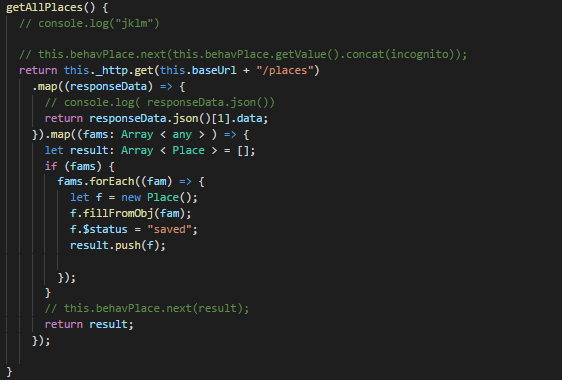 getAllPlaces() {
// console.log("jklm")
// this.behavPlace.next(this.behavPlace.getValue().concat(incognito));
return this._http.get(this.baseUrl + "/places")
.map((responseData) => {
// console.log( responseData.json())
return responseData.json()[1].data;
}).map((fams: Array < any > ) => {
let result: Array < Place > = [];
if (fams) {
fams.forEach((fam) => {
let f = new Place();
f.fillFromObj(fam);
f.$status = "saved";
result.push(f);
});
}
// this.behavPlace.next(result);
return result;
});
}